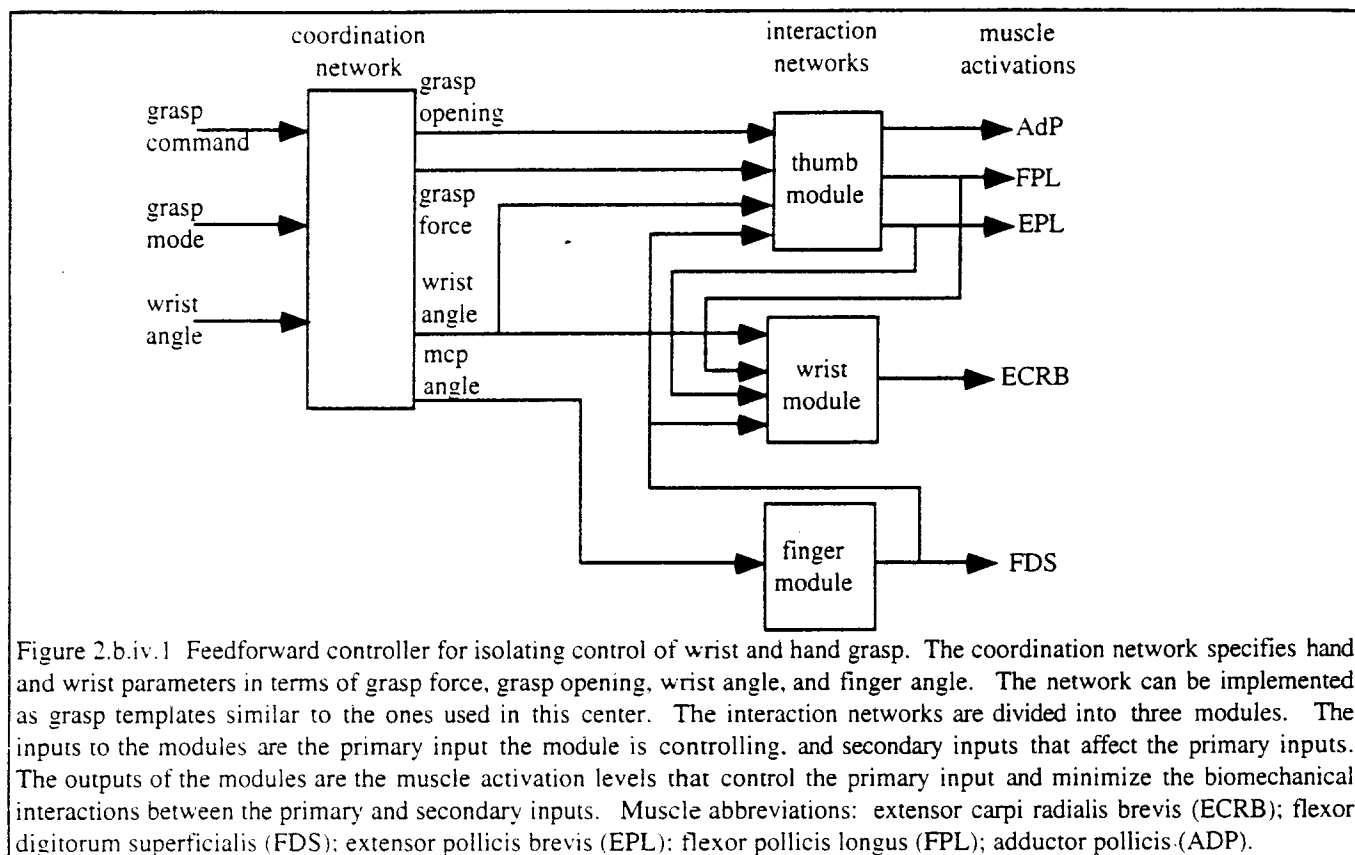 coordination
network
interaction
networks
muscle
activations
grasp
command
grasp
mode
wrist
angle
grasp
opening
grasp
force
wrist
angle
mcp
angle
thumb
module
wrist
module
finger
module
AdP
FPL
EPL
ECRB
FDS
Figure 2.b.iv.1 Feedforward controller for isolating control of wrist and hand grasp. The coordination network specifies hand
and wrist parameters in terms of grasp force, grasp opening, wrist angle, and finger angle. The network can be implemented
as grasp templates similar to the ones used in this center. The interaction networks are divided into three modules. The
inputs to the modules are the primary input the module is controlling, and secondary inputs that affect the primary inputs.
The outputs of the modules are the muscle activation levels that control the primary input and minimize the biomechanical
interactions between the primary and secondary inputs. Muscle abbreviations: extensor carpi radialis brevis (ECRB); flexor
digitorum superficialis (FDS); extensor pollicis brevis (EPL); flexor pollicis longus (FPL); adductor pollicis (ADP).